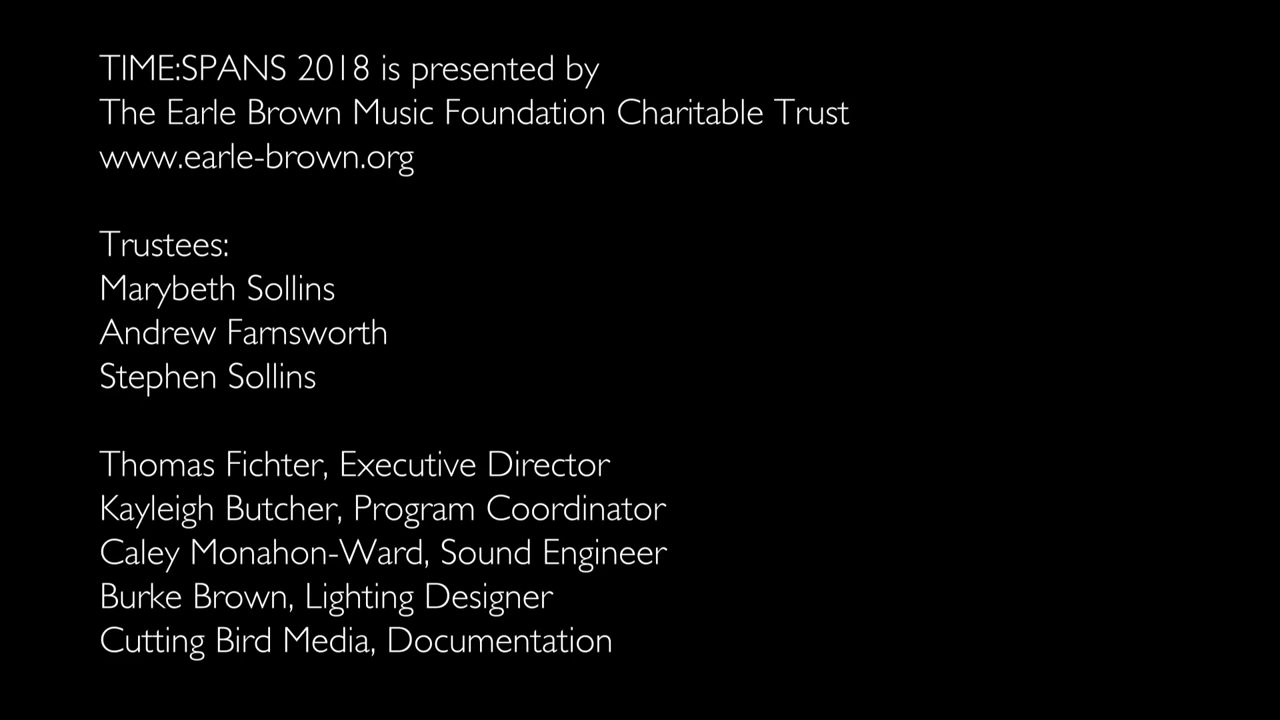 TIME:SPANS 2018 is presented by
The Earle Brown Music Foundation Charitable Trust
www.earle-brown.org
Trustees:
Marybeth Sollins
Andrew Farnsworth
Stephen Sollins
Thomas Fichter, Executive Director
Kayleigh Butcher, Program Coordinator
Caley Monahon-Ward, Sound Engineer
Burke Brown, Lighting Designer
Cutting Bird Media, Documentation